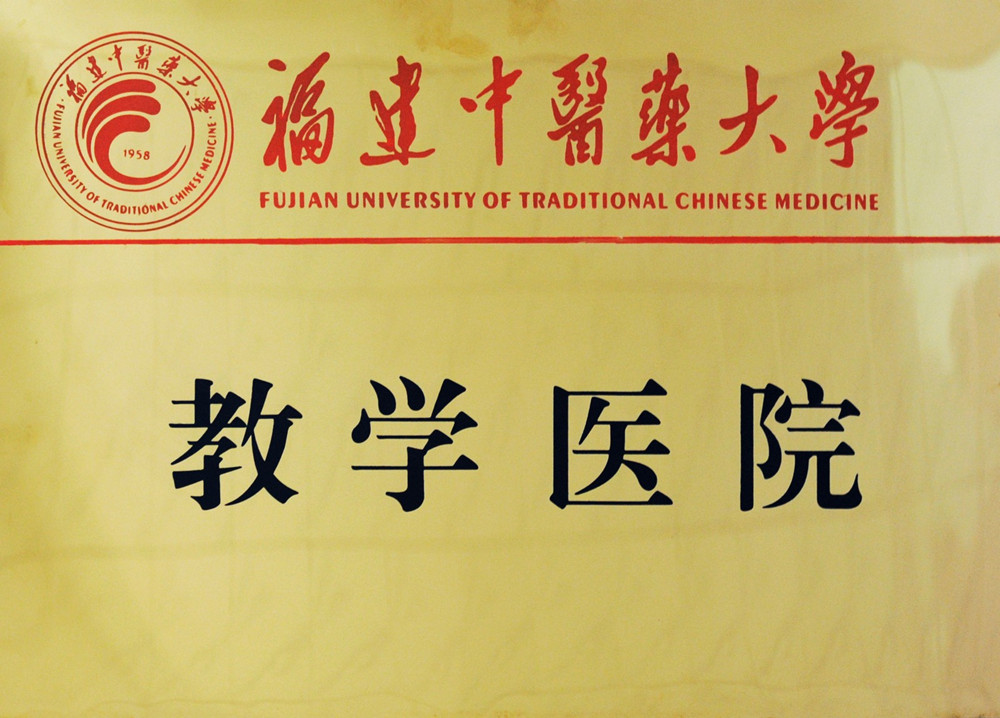 福建中醫藥大學
FUJIAN UNIVERSITY OF TRADITIONAL CHINESE MEDICINE
1958
福建中醫藥大學
FUJIAN UNIVERSITY OF TRADITIONAL CHINESE MEDICINE
教学医院